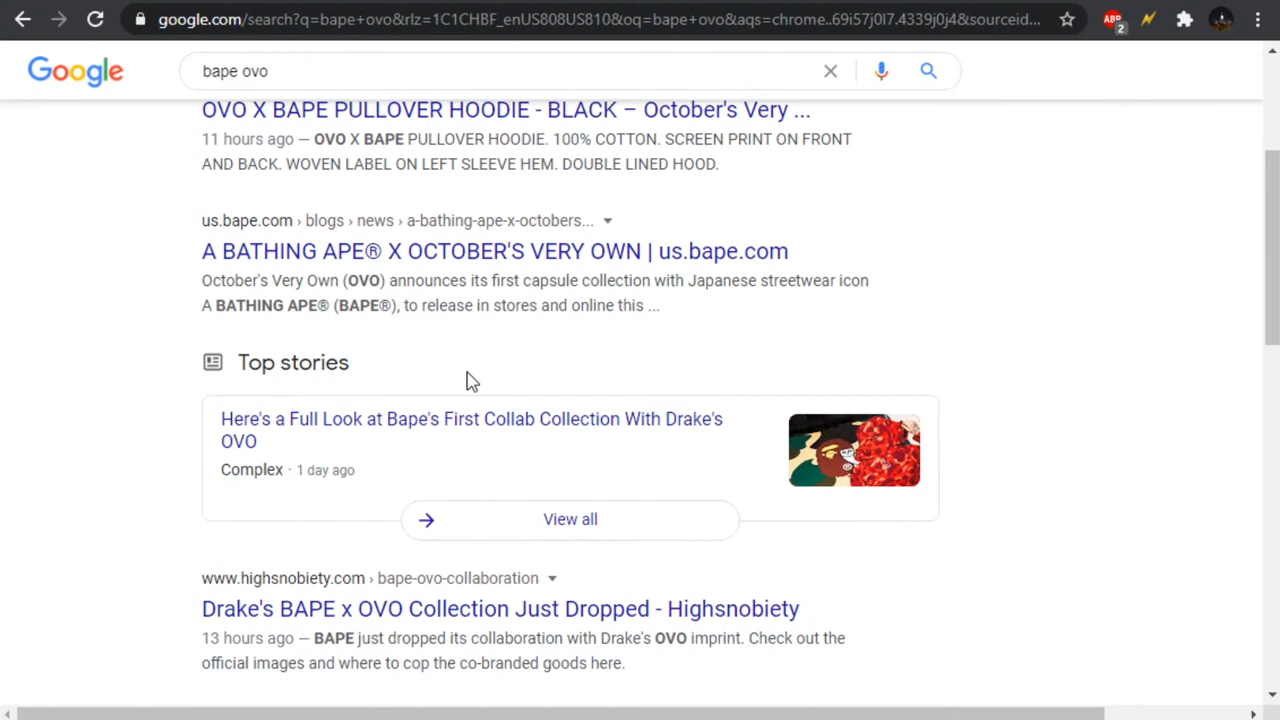 google.com/search?q=bape+ovo&rlz=1C1CHBF_enUS808US810&oq=bape+ovo&aqs=chrome..69i57j0l7.4339j0j4&sourceid...
ABP
2
Google
bape ovo
OVO X BAPE PULLOVER HOODIE - BLACK – October's Very ...
11 hours ago — OVO X BAPE PULLOVER HOODIE. 100% COTTON. SCREEN PRINT ON FRONT
AND BACK. WOVEN LABEL ON LEFT SLEEVE HEM. DOUBLE LINED HOOD.
us.bape.com › blogs › news › a-bathing-ape-x-octobers...
A BATHING APE® X OCTOBER'S VERY OWN | us.bape.com
October's Very Own (OVO) announces its first capsule collection with Japanese streetwear icon
A BATHING APE® (BAPE®), to release in stores and online this ...
Top stories
Here's a Full Look at Bape's First Collab Collection With Drake's
OVO
Complex · 1 day ago
View all
www.highsnobiety.com › bape-ovo-collaboration
Drake's BAPE x OVO Collection Just Dropped - Highsnobiety
13 hours ago — BAPE just dropped its collaboration with Drake's OVO imprint. Check out the
official images and where to cop the co-branded goods here.